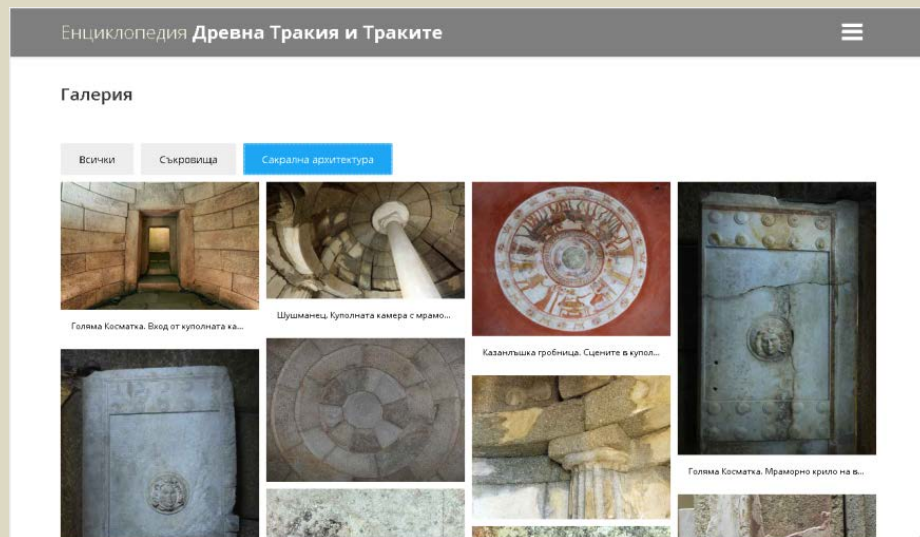 Енциклопедия Древна Тракия и Траките
Галерия
Всички
Съкровища
Сакрална архитектура
Голяма Косматка. Вход от куполната ка...
Шушманец. Куполната камера с мрамо...
Казанлъшка гробница. Сцените в купол...
Голяма Косматка. Мраморно крило на в...